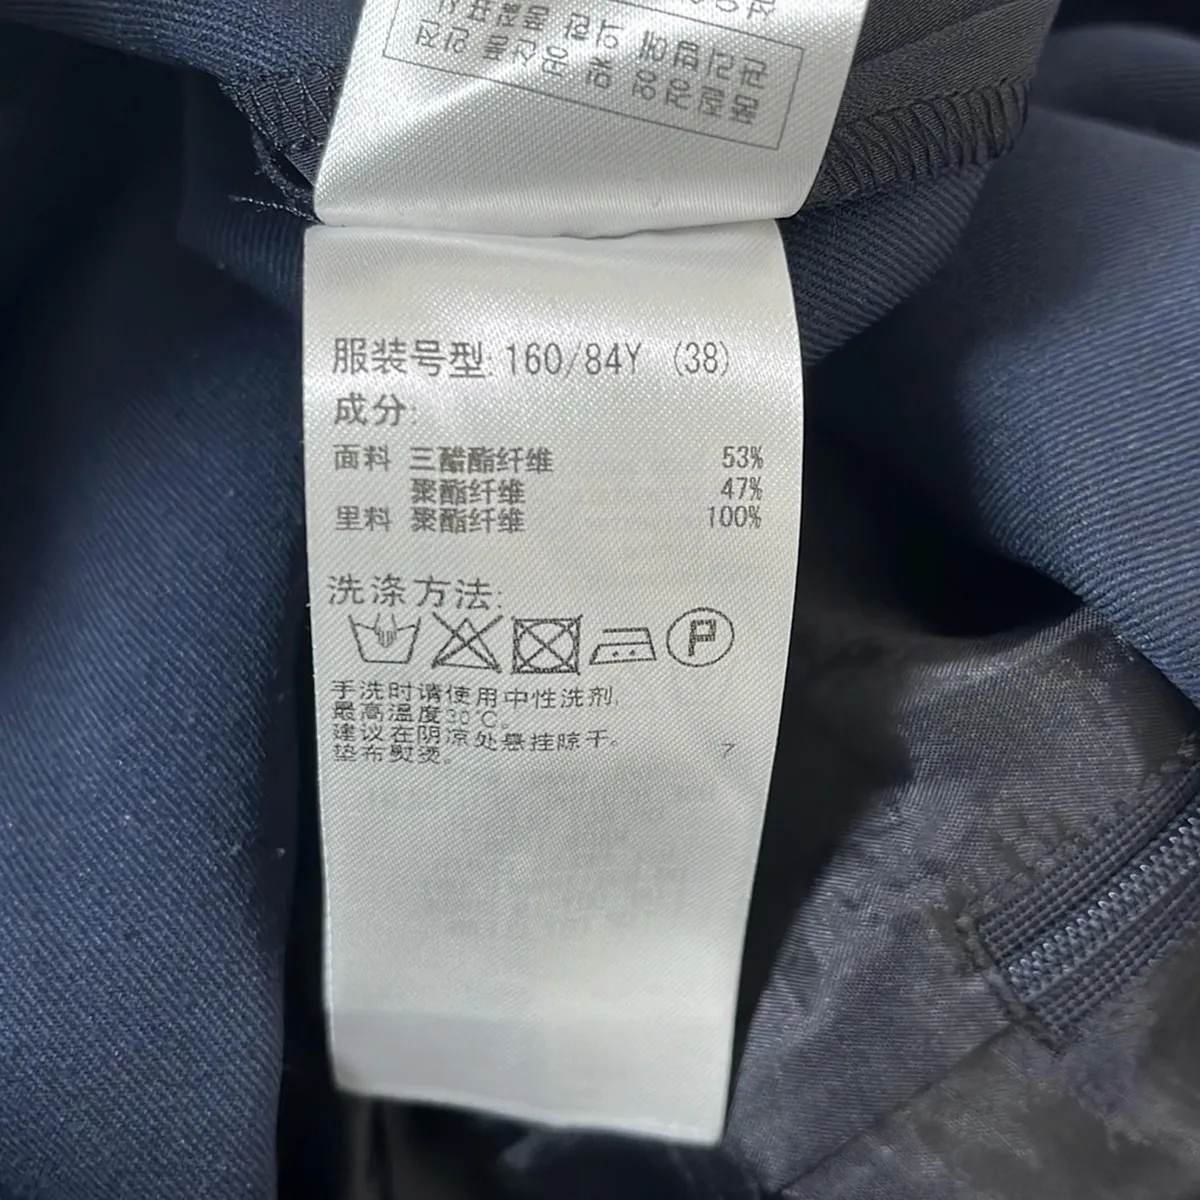 服装号型: 160/84Y (38)
成分:
面料 三醋酯纤维 53%
聚酯纤维 47%
里料 聚酯纤维 100%
洗涤方法:
P
手洗时请使用中性洗剂,
最高温度30℃。
建议在阴凉处悬挂晾干。
垫布熨烫。 7